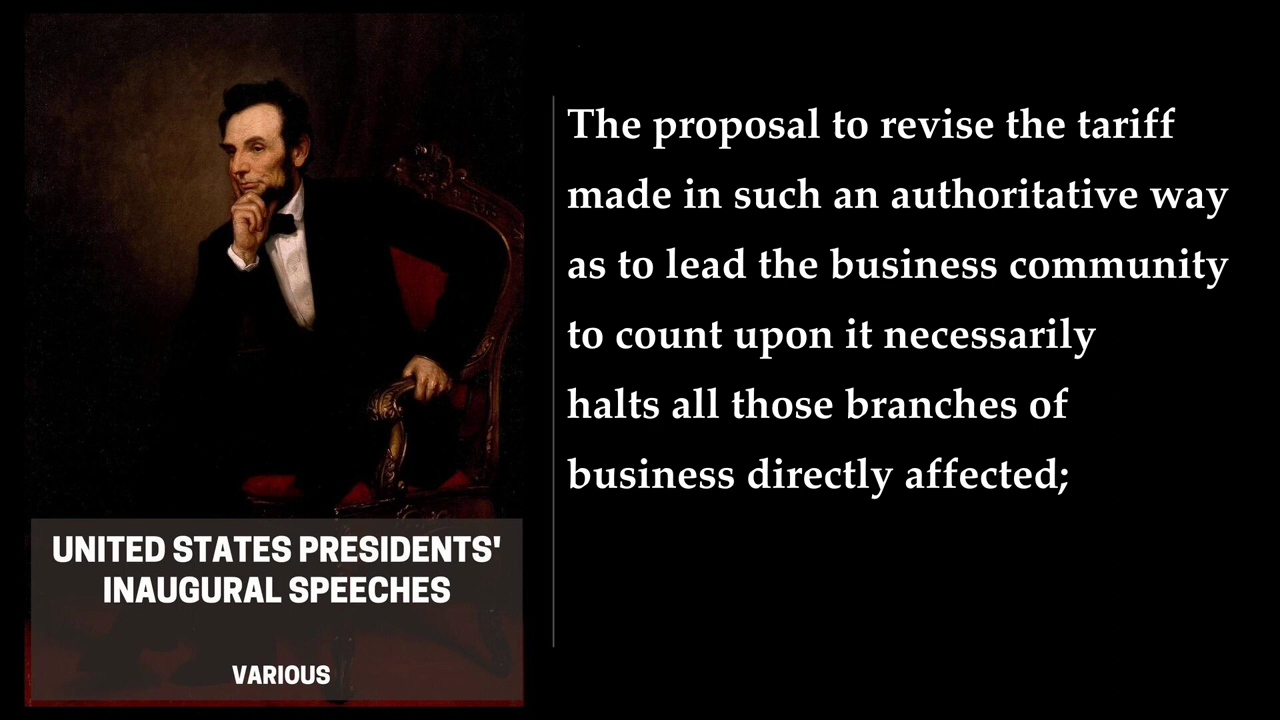 The proposal to revise the tariff
made in such an authoritative way
as to lead the business community
to count upon it necessarily
halts all those branches of
business directly affected;
UNITED STATES PRESIDENTS'
INAUGURAL SPEECHES
VARIOUS